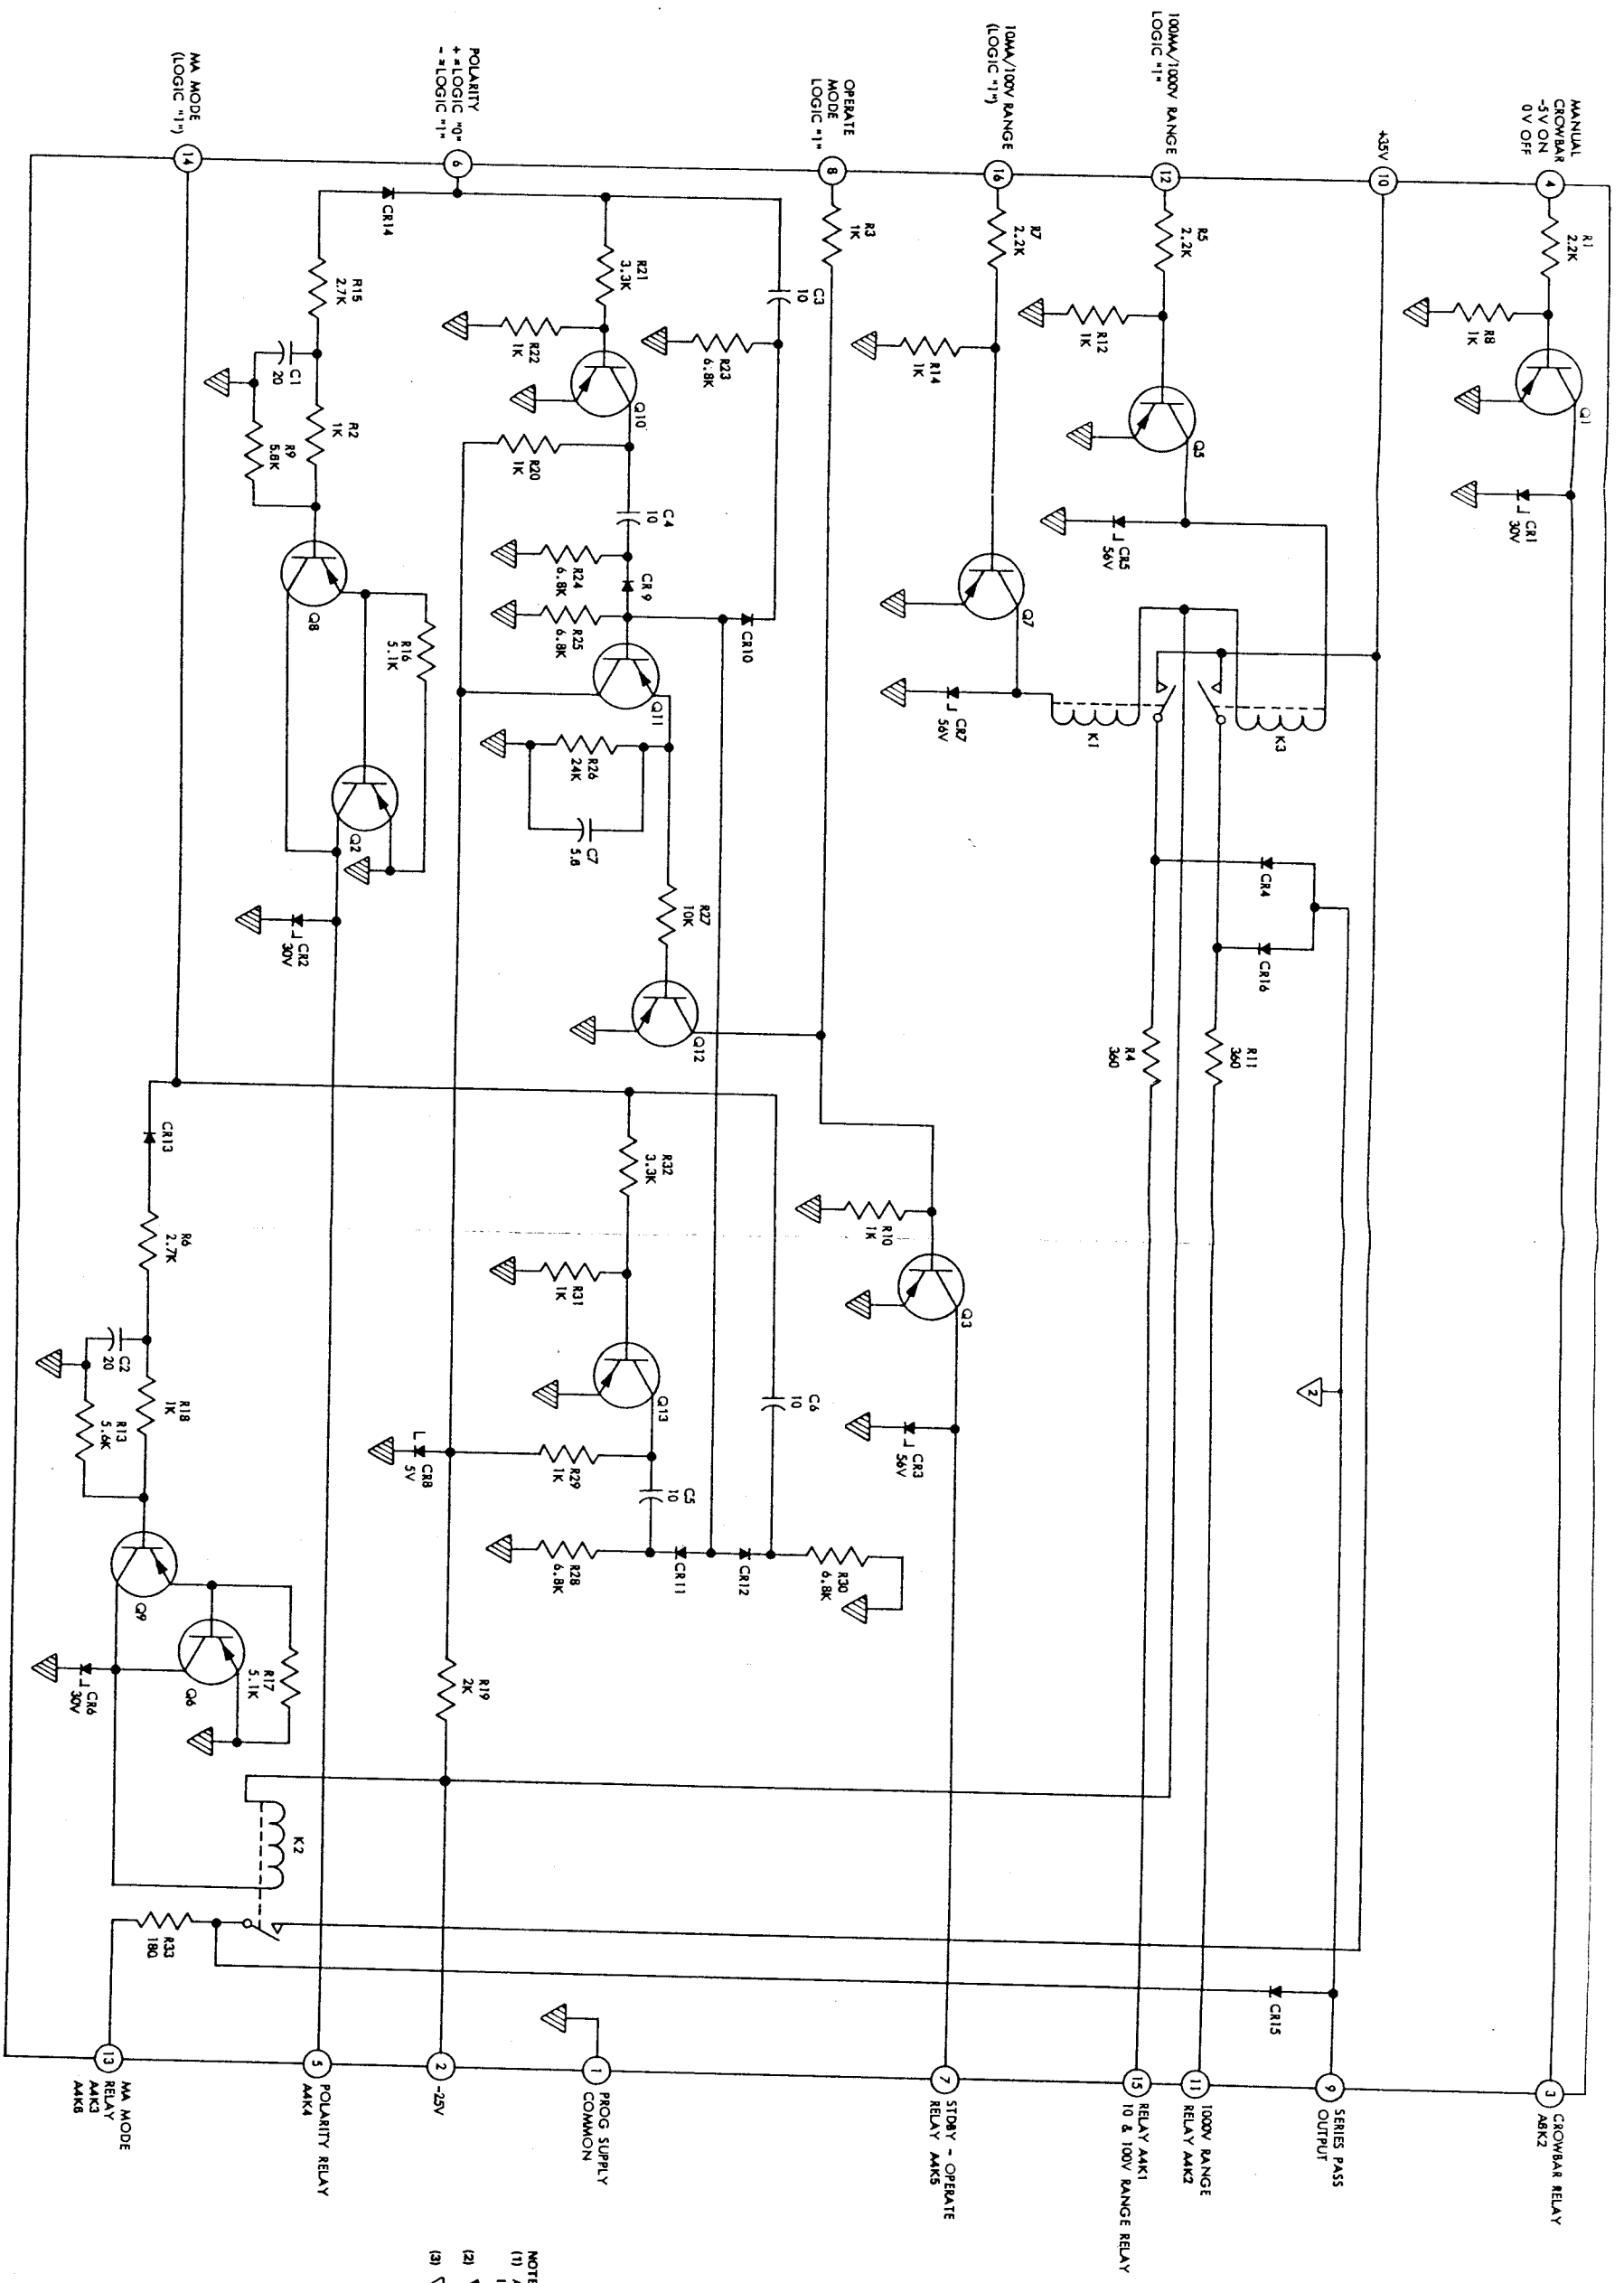 MANUAL
CROWBAR
-5V ON
0V OFF
4
R1
2.2K
R8
1K
Q1
CR1
30V
3
CROWBAR RELAY
A8K2
+35V
10
SERIES PASS
OUTPUT
9
2
CR15
100MA/1000V RANGE
LOGIC "1"
12
R5
2.2K
R12
1K
Q5
CR5
56V
K3
CR4
CR16
R11
360
R4
360
11
1000V RANGE
RELAY A4K2
15
RELAY A4K1
10 & 100V RANGE RELAY
10MA/100V RANGE
(LOGIC "1")
16
R7
2.2K
R14
1K
Q7
CR7
56V
K1
OPERATE
MODE
LOGIC "1"
8
R3
1K
R10
1K
Q3
CR3
56V
7
STDBY - OPERATE
RELAY A4K5
C3
10
R23
6.8K
CR10
R21
3.3K
R22
1K
Q10
R20
1K
C4
10
R24
6.8K
CR9
R25
6.8K
Q11
R26
24K
C7
5.6
R27
10K
Q12
R32
3.3K
R31
1K
Q13
C6
10
R29
1K
C5
10
CR11
CR12
R28
6.8K
R30
6.8K
CR8
5V
R19
2K
1
PROG SUPPLY
COMMON
2
-25V
POLARITY
+ = LOGIC "0"
- = LOGIC "1"
6
CR14
R15
2.7K
C1
20
R2
1K
R9
Q8
R16
5.1K
Q2
CR2
30V
5
POLARITY RELAY
A4K4
MA MODE
(LOGIC "1")
14
CR13
R6
2.7K
C2
20
R18
1K
R13
5.6K
Q9
R17
5.1K
Q6
CR6
30V
K2
R33
180
13
MA MODE
RELAY
A4K3
A4K6
NOTE
(1) A
(2)
(3)